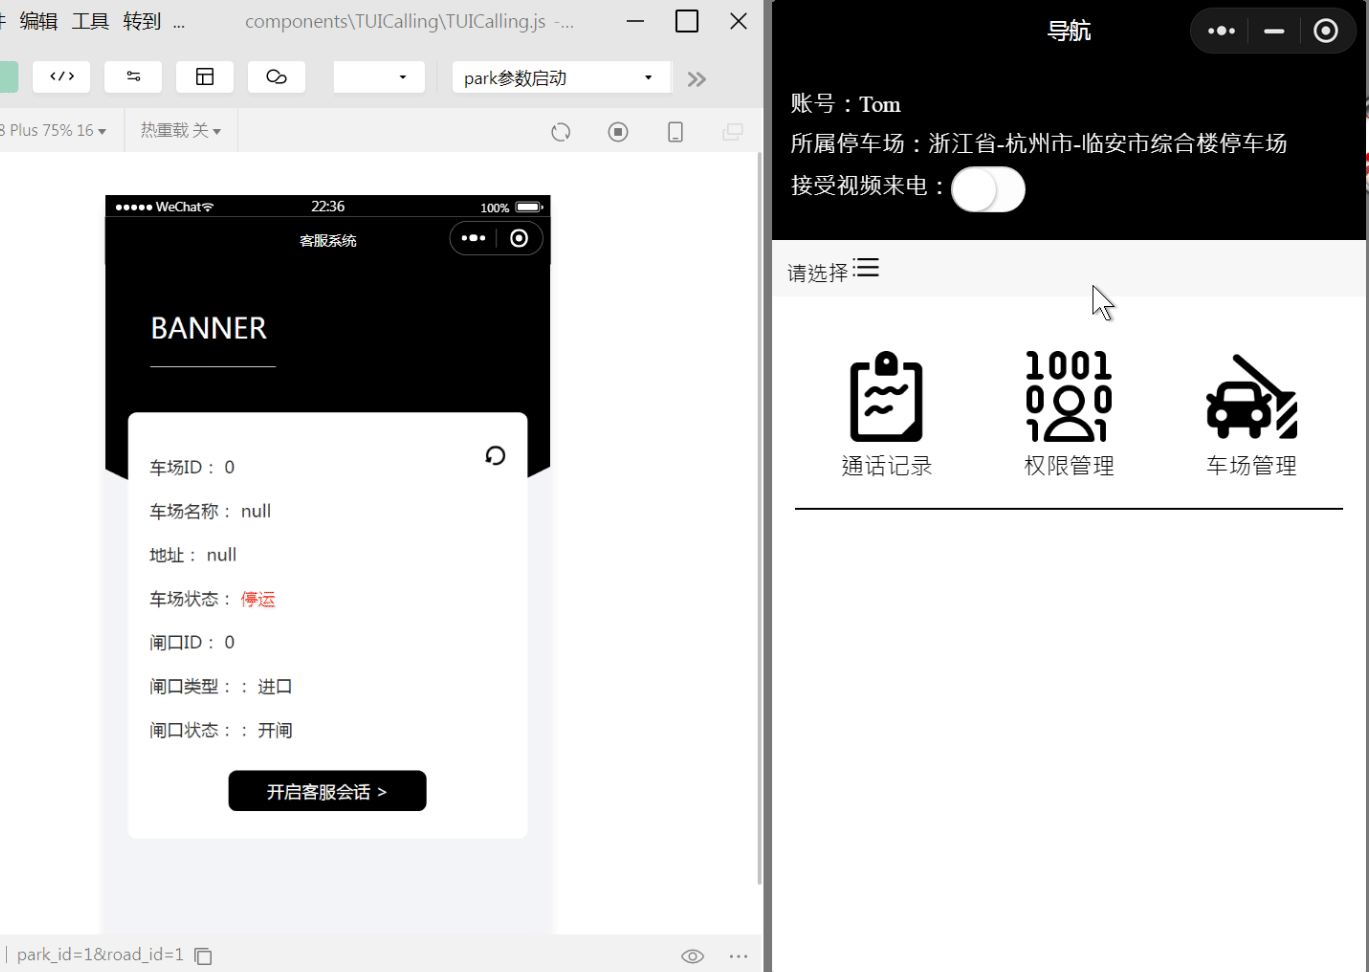 编辑 工具 转到 ... components\TUICalling\TUICalling.js -...
</> park参数启动
8 Plus 75% 16 热重载 关
WeChat 22:36 100%
客服系统
BANNER
车场ID： 0
车场名称： null
地址： null
车场状态： 停运
闸口ID： 0
闸口类型：： 进口
闸口状态：： 开闸
开启客服会话 >
park_id=1&road_id=1
导航
账号：Tom
所属停车场：浙江省-杭州市-临安市综合楼停车场
接受视频来电：
请选择
1001
0 0
1 1
通话记录 权限管理 车场管理